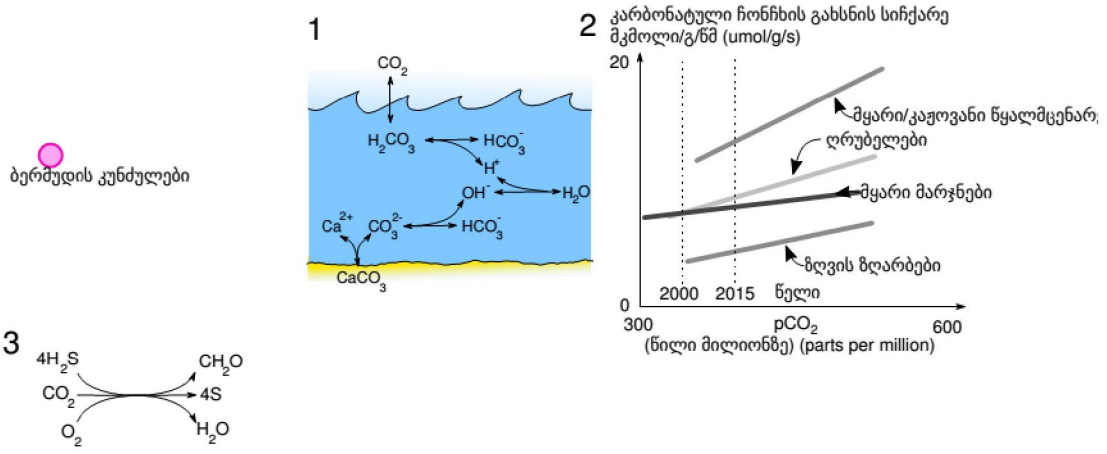 ბერმუდის კუნძულები
1
CO2
H2CO3
HCO3-
H+
OH-
H2O
Ca2+
CO32-
HCO3-
CaCO3
2
კარბონატული ჩონჩხის გახსნის სიჩქარე
მკმოლი/გ/წმ (umol/g/s)
20
მყარი/კაჟოვანი წყალმცენარე
ღრუბელები
მყარი მარჯნები
ზღვის ზღარბები
2000
2015
წელი
0
300
pCO2
600
(წილი მილიონზე) (parts per million)
3
4H2S
CH2O
CO2
4S
O2
H2O